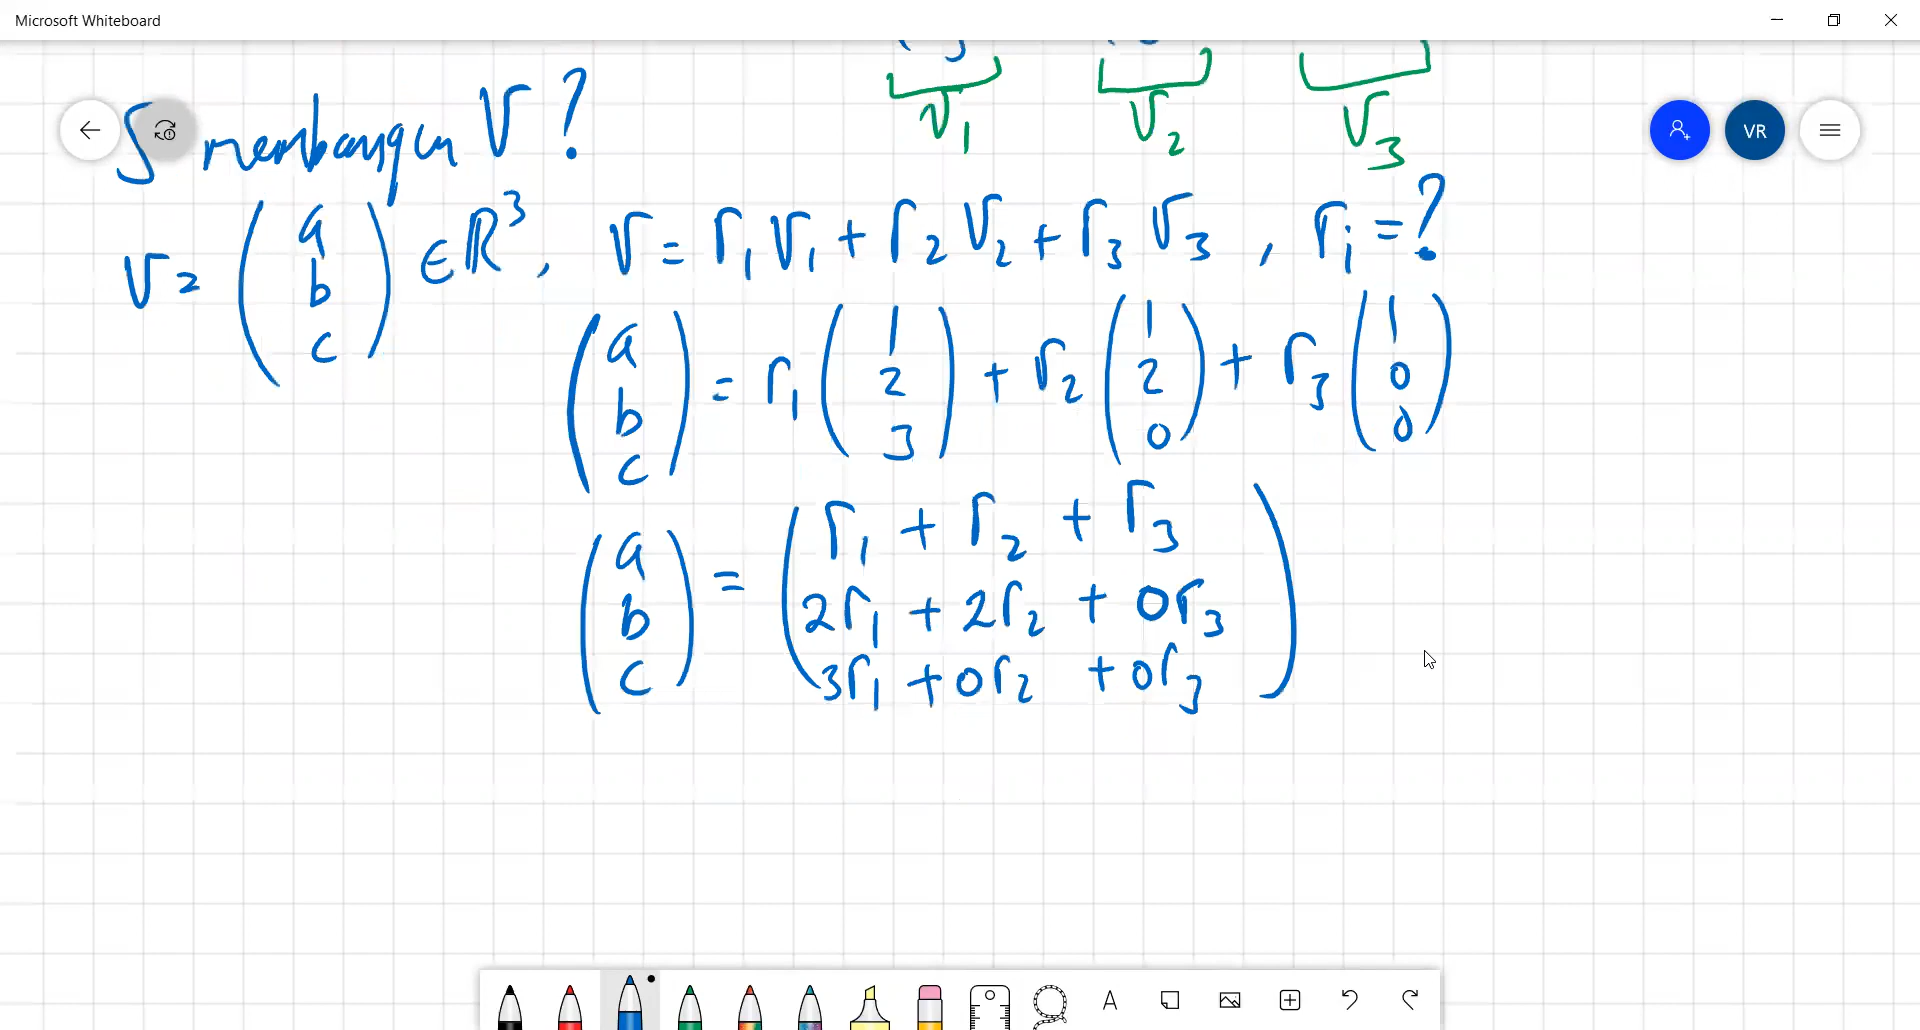 Microsoft Whiteboard
V₁ V₂ V₃
S membangun V?
VR
v = (a b c) ∈ ℝ³, v = r₁v₁ + r₂v₂ + r₃v₃, rᵢ = ?
(a b c) = r₁ (1 2 3) + r₂ (1 2 0) + r₃ (1 0 0)
(a b c) = (r₁ + r₂ + r₃
2r₁ + 2r₂ + 0r₃
3r₁ + 0r₂ + 0r₃)